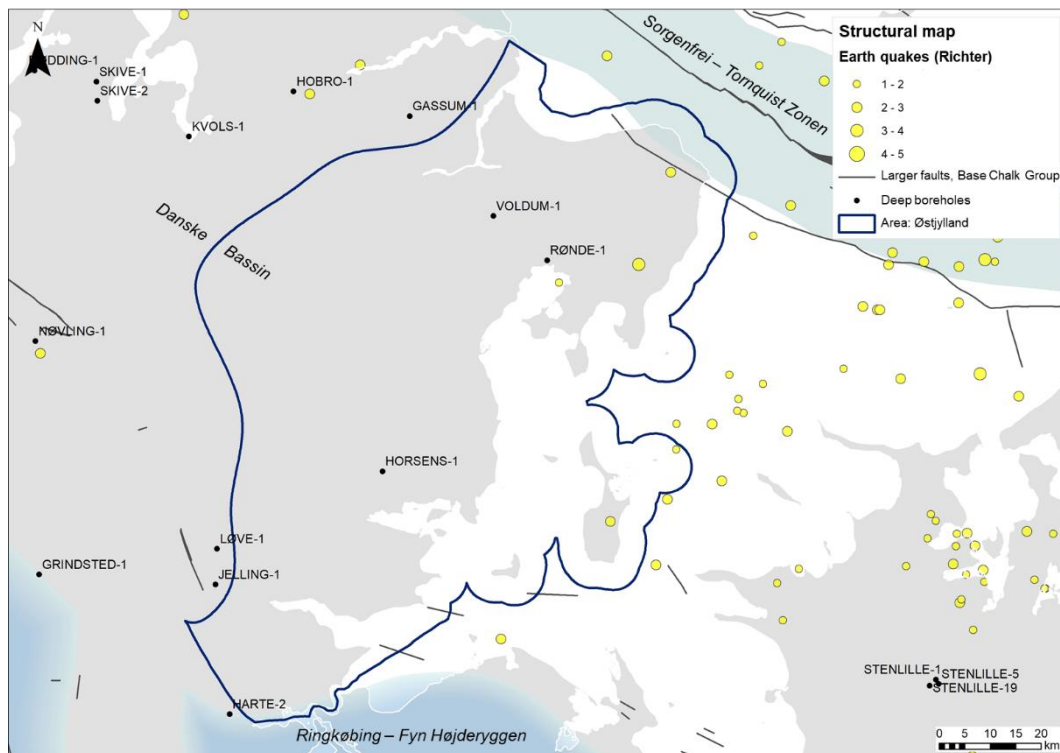 N
SKIVE-1
SKIVE-2
HOBRO-1
GASSUM-1
KVOLS-1
Sorgenfrei – Tornquist Zonen
Structural map
Earth quakes (Richter)
1 - 2
2 - 3
3 - 4
4 - 5
Larger faults, Base Chalk Group
Deep boreholes
Area: Østjylland
Danske Bassin
VOLDUM-1
RØNDE-1
NØVLING-1
HORSENS-1
LØVE-1
GRINDSTED-1
JELLING-1
HARTE-2
STENLILLE-1
STENLILLE-5
STENLILLE-19
Ringkøbing – Fyn Højderyggen
0 5 10 20
km